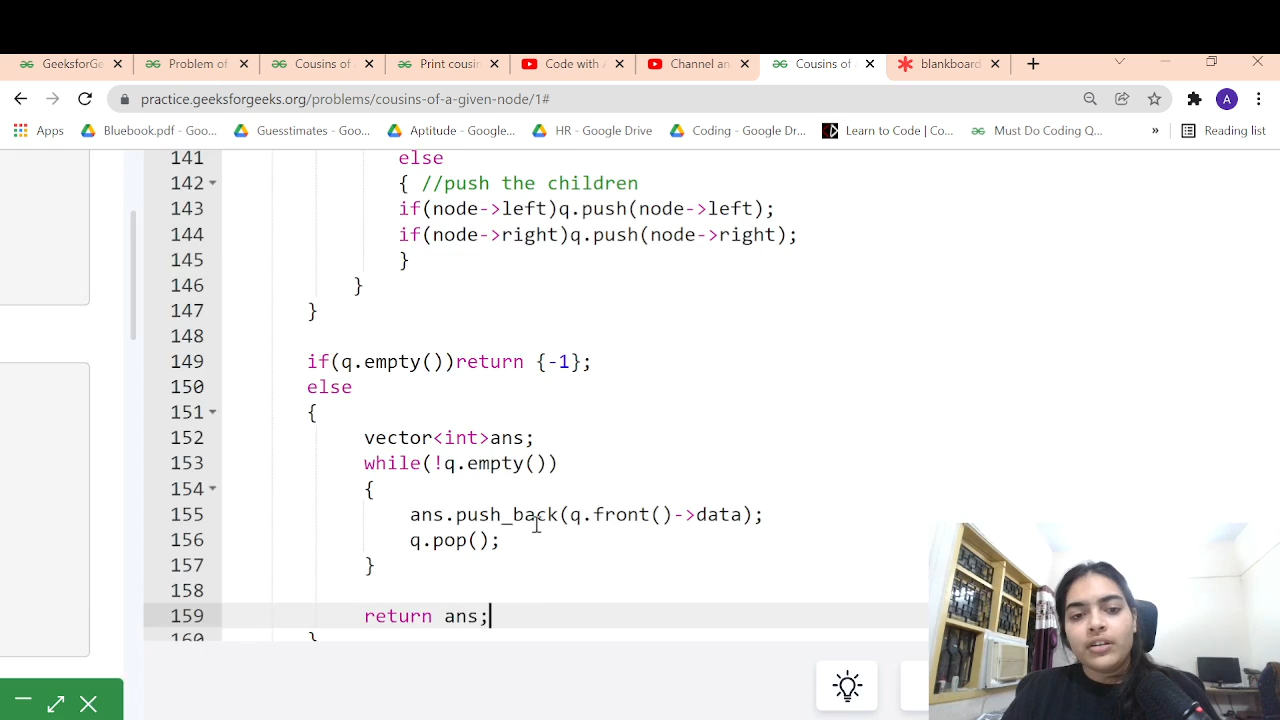 GeeksforGe
Problem of
Cousins of
Print cousin
Code with
Channel an
Cousins of
blankboard
practice.geeksforgeeks.org/problems/cousins-of-a-given-node/1#
A
Apps
Bluebook.pdf - Goo...
Guesstimates - Goo...
Aptitude - Google...
HR - Google Drive
Coding - Google Dr...
Learn to Code | Co...
Must Do Coding Q...
»
Reading list
141 else
142 { //push the children
143 if(node->left)q.push(node->left);
144 if(node->right)q.push(node->right);
145 }
146 }
147 }
148
149 if(q.empty())return {-1};
150 else
151 {
152 vector<int>ans;
153 while(!q.empty())
154 {
155 ans.push_back(q.front()->data);
156 q.pop();
157 }
158
159 return ans;
160 }